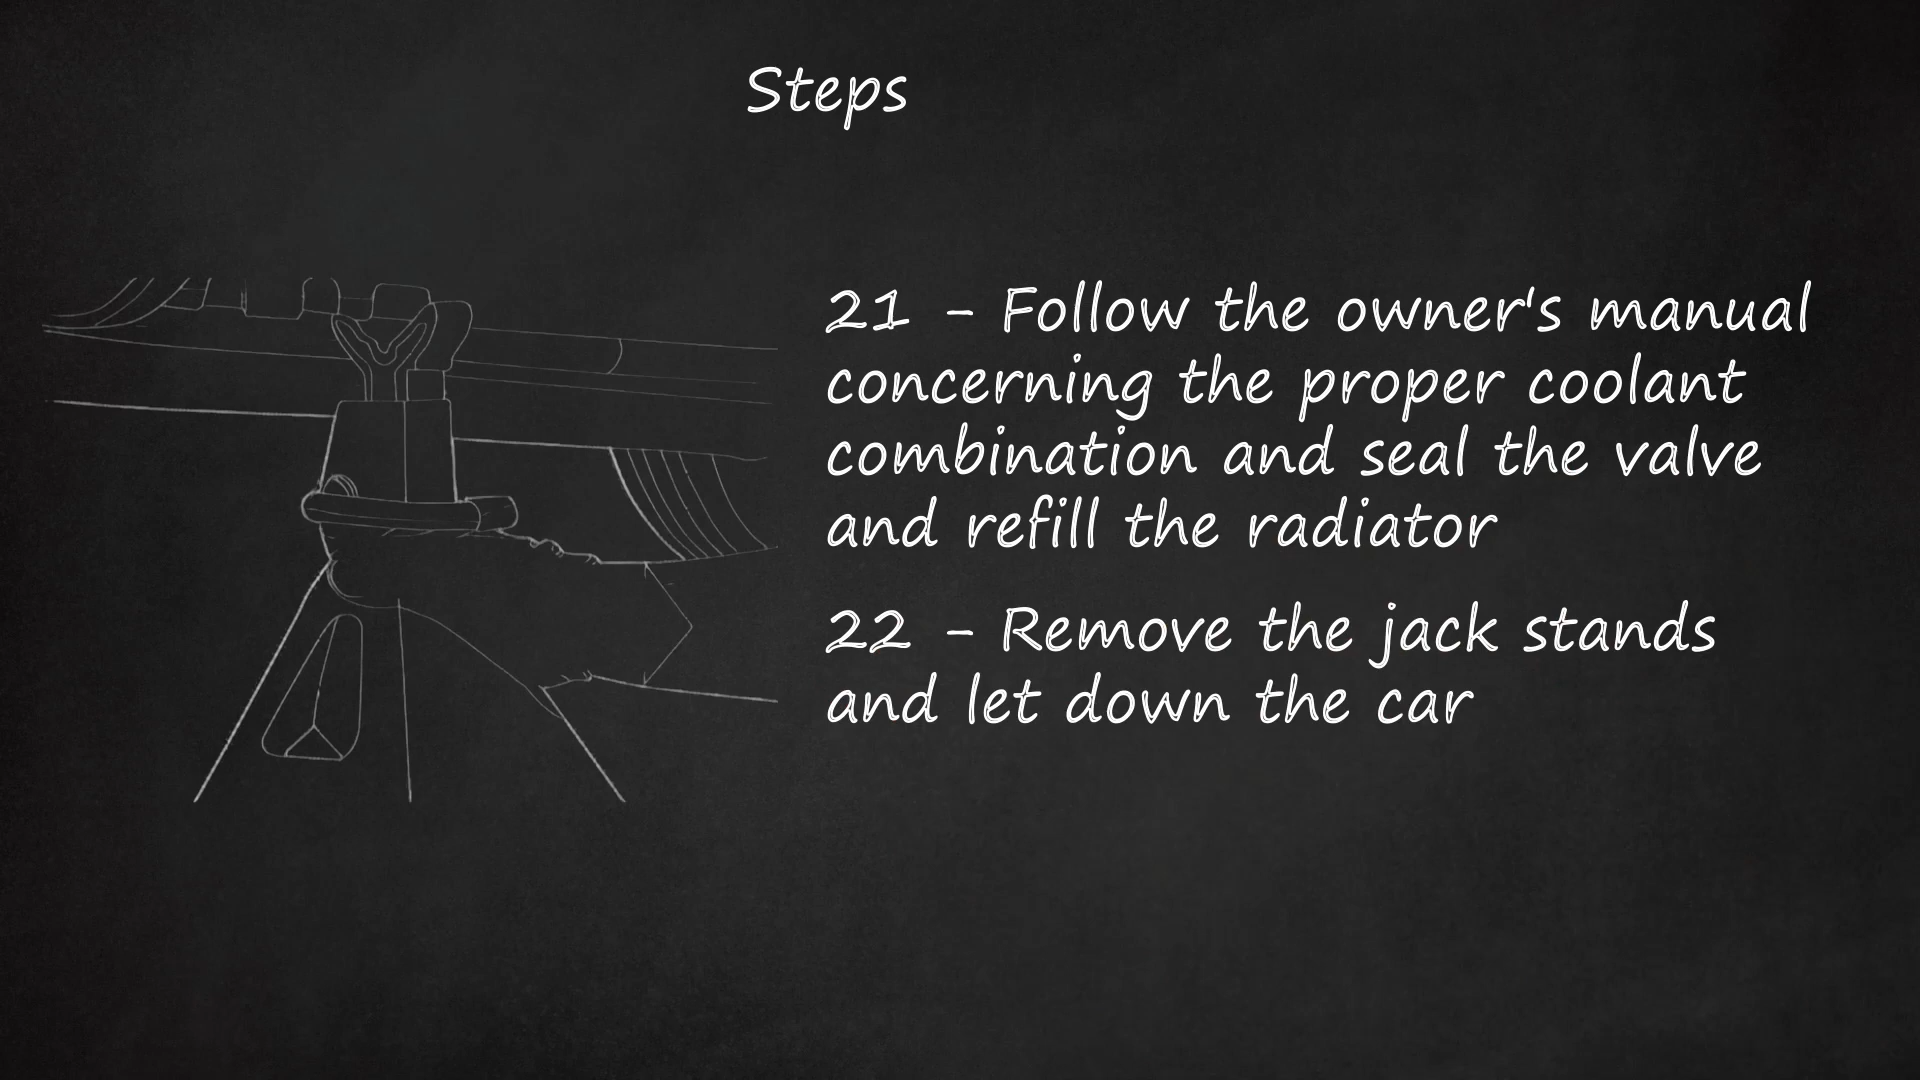 Steps
21 - Follow the owner's manual
concerning the proper coolant
combination and seal the valve
and refill the radiator
22 - Remove the jack stands
and let down the car